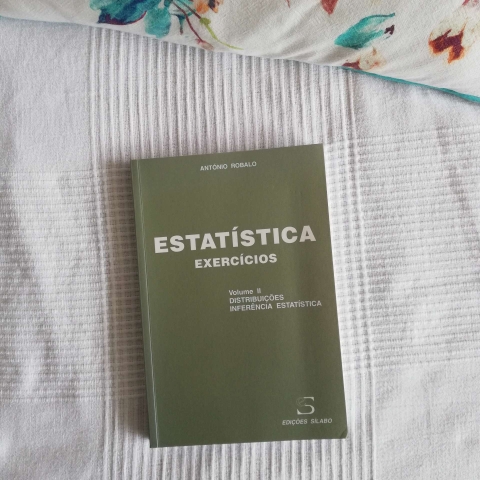 ANTÓNIO ROBALO
ESTATÍSTICA
EXERCÍCIOS
Volume II
DISTRIBUIÇÕES
INFERÊNCIA ESTATÍSTICA
S
EDIÇÕES SÍLABO